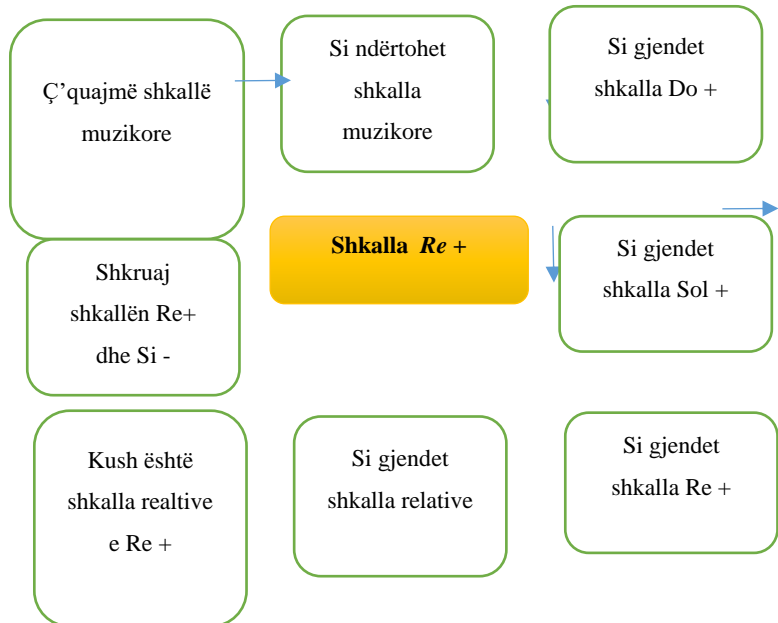 Ç’quajmë shkallë
muzikore
Si ndërtohet
shkalla
muzikore
Si gjendet
shkalla Do +
Shkalla Re +
Si gjendet
shkalla Sol +
Shkruaj
shkallën Re+
dhe Si -
Kush është
shkalla realtive
e Re +
Si gjendet
shkalla relative
Si gjendet
shkalla Re +